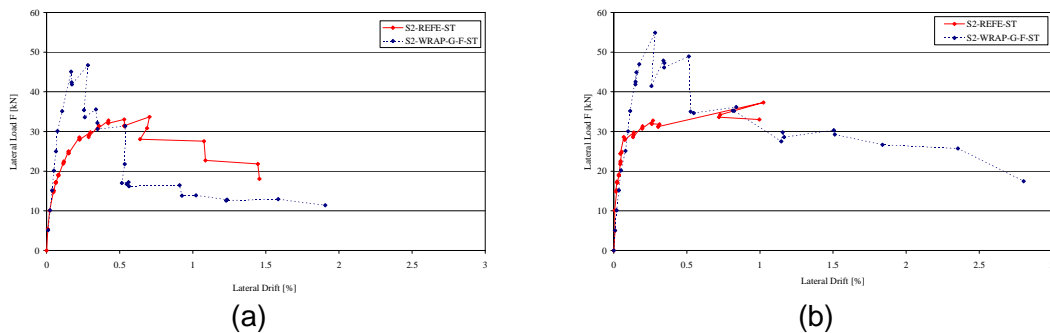 60
50
40
30
20
10
0
Lateral Load F [kN]
S2-REFE-ST
S2-WRAP-G-F-ST
0 0.5 1 1.5 2 2.5 3
Lateral Drift [%]
(a)
60
50
40
30
20
10
0
Lateral Load F [kN]
S2-REFE-ST
S2-WRAP-G-F-ST
0 0.5 1 1.5 2 2.5 3
Lateral Drift [%]
(b)